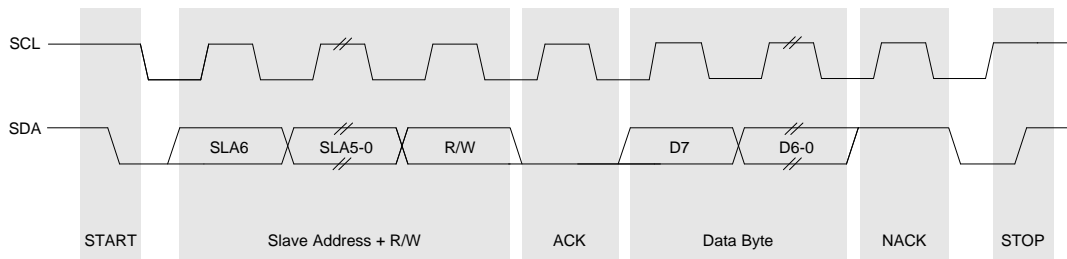 SCL
SDA
SLA6 SLA5-0 R/W D7 D6-0
START Slave Address + R/W ACK Data Byte NACK STOP